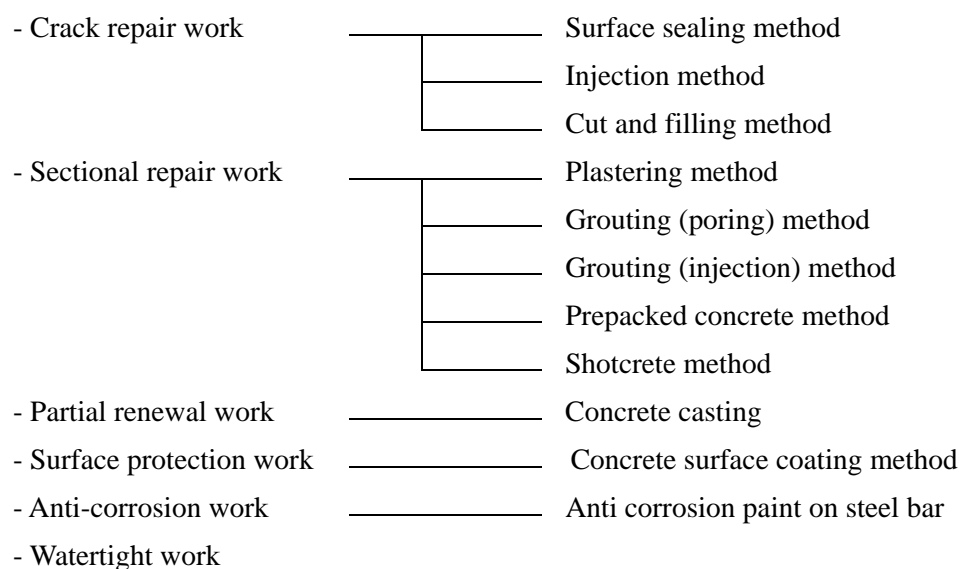 - Crack repair work Surface sealing method
Injection method
Cut and filling method
- Sectional repair work Plastering method
Grouting (poring) method
Grouting (injection) method
Prepacked concrete method
Shotcrete method
- Partial renewal work Concrete casting
- Surface protection work Concrete surface coating method
- Anti-corrosion work Anti corrosion paint on steel bar
- Watertight work